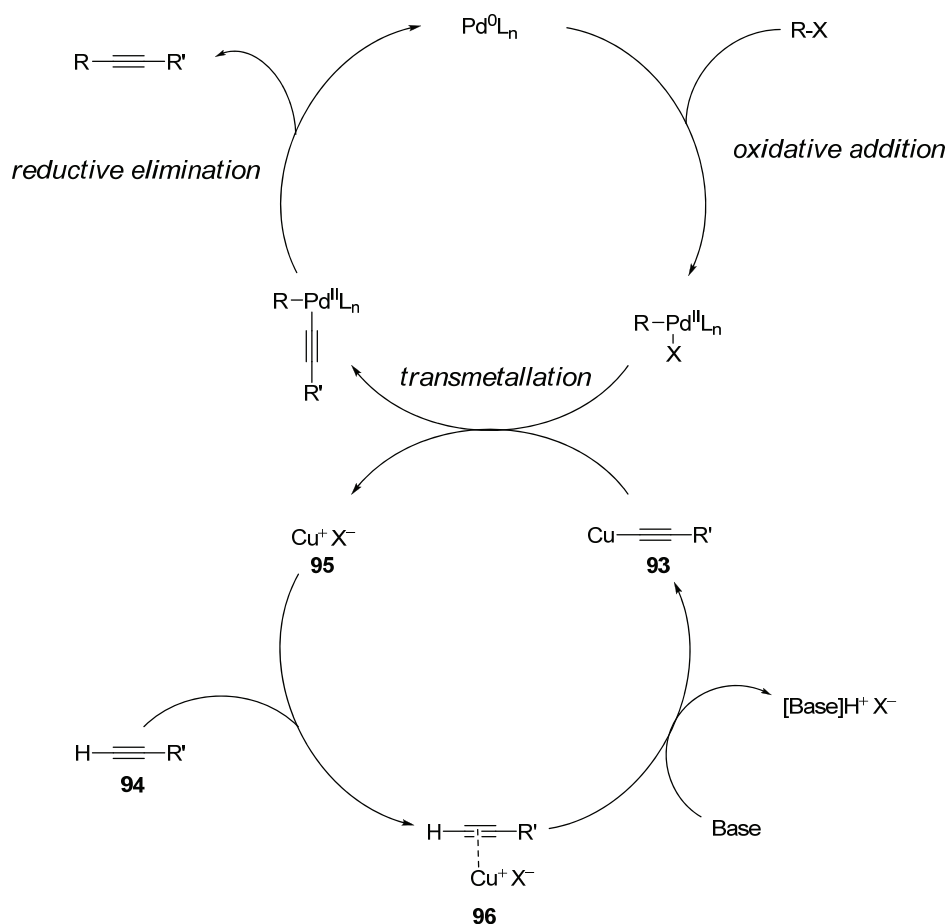 Pd⁰Lₙ
R-X
R R'
oxidative addition
reductive elimination
R–PdᴵᴵLₙ
R'
R–PdᴵᴵLₙ
X
transmetallation
Cu⁺ X⁻
95
Cu R'
93
[Base]H⁺ X⁻
H R'
94
Base
H R'
Cu⁺ X⁻
96